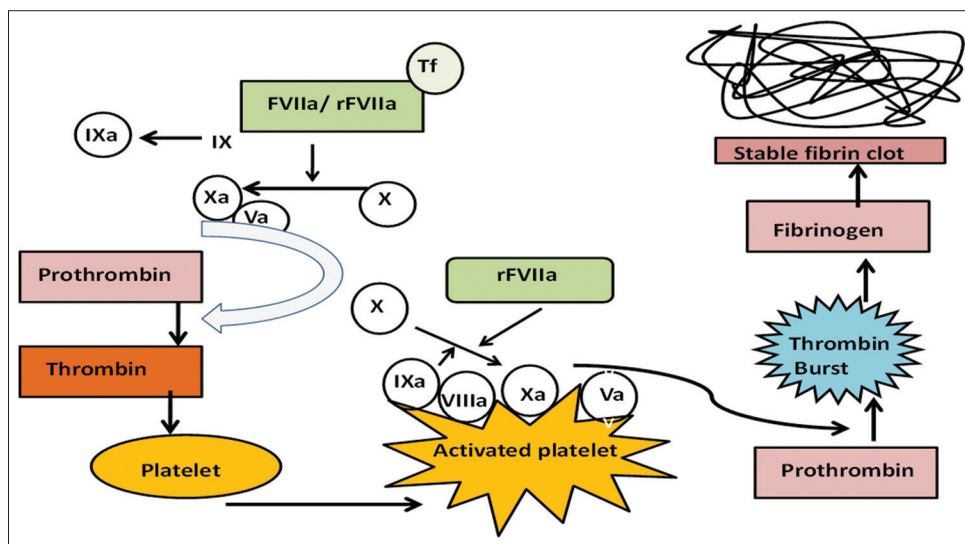 Tf
FVIIa/ rFVIIa
IXa
IX
Xa
Va
X
Prothrombin
Thrombin
Platelet
rFVIIa
X
IXa
VIIIa
Xa
Va
Activated platelet
Stable fibrin clot
Fibrinogen
Thrombin
Burst
Prothrombin